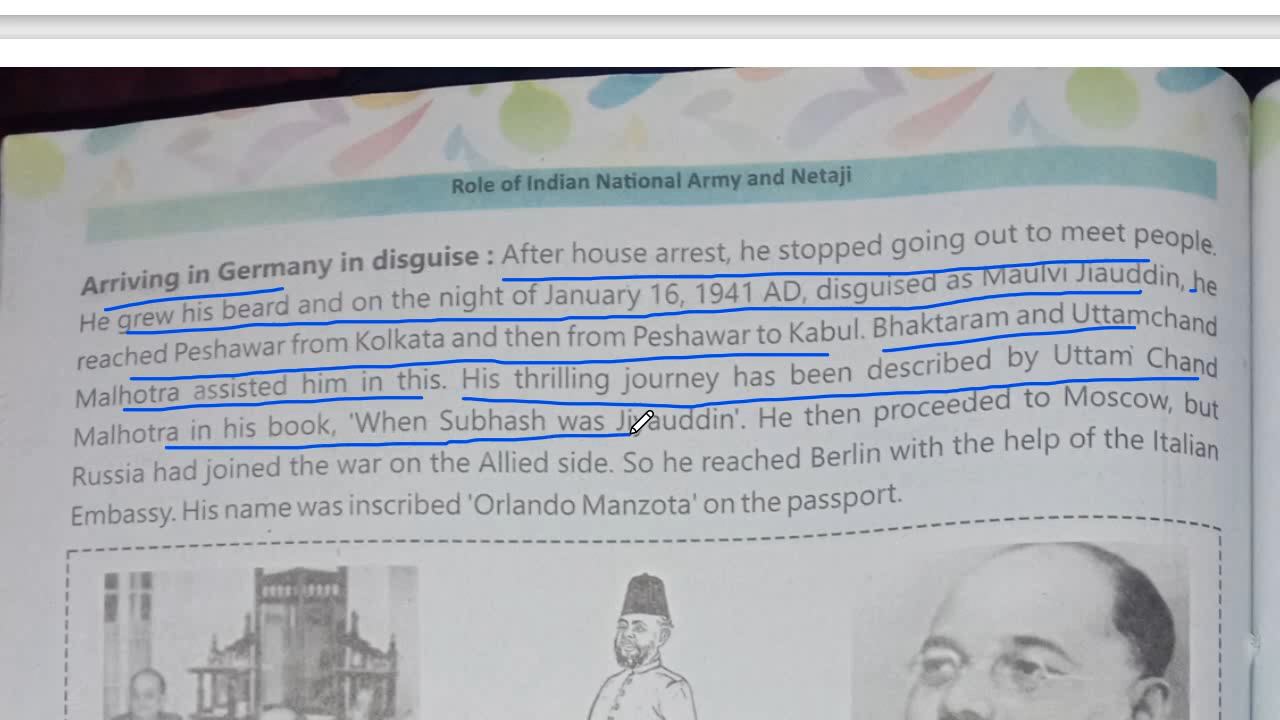 Role of Indian National Army and Netaji
Arriving in Germany in disguise : After house arrest, he stopped going out to meet people.
He grew his beard and on the night of January 16, 1941 AD, disguised as Maulvi Jiauddin, he
reached Peshawar from Kolkata and then from Peshawar to Kabul. Bhaktaram and Uttamchand
Malhotra assisted him in this. His thrilling journey has been described by Uttam Chand
Malhotra in his book, 'When Subhash was Jiyauddin'. He then proceeded to Moscow, but
Russia had joined the war on the Allied side. So he reached Berlin with the help of the Italian
Embassy. His name was inscribed 'Orlando Manzota' on the passport.